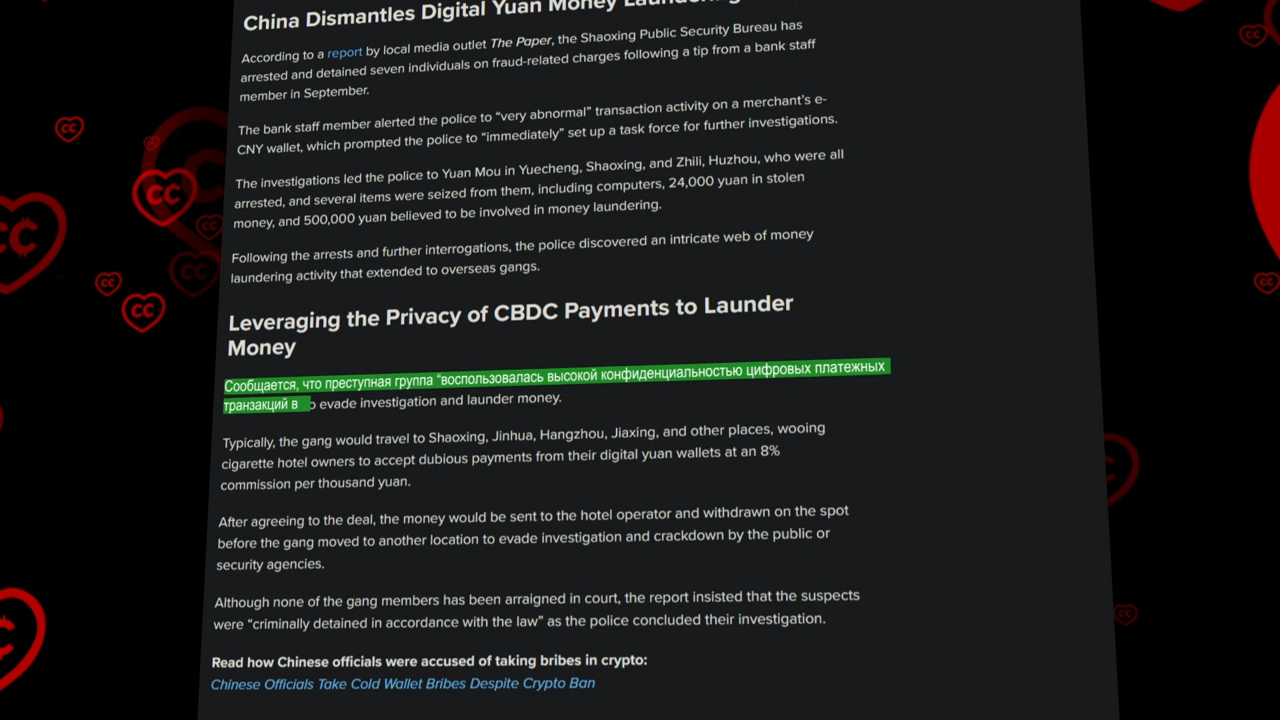 China Dismantles Digital Yuan Money
According to a report by local media outlet The Paper, the Shaoxing Public Security Bureau has
arrested and detained seven individuals on fraud-related charges following a tip from a bank staff
member in September.
The bank staff member alerted the police to “very abnormal” transaction activity on a merchant's e-
CNY wallet, which prompted the police to “immediately” set up a task force for further investigations.
The investigations led the police to Yuan Mou in Yuecheng, Shaoxing, and Zhili, Huzhou, who were all
arrested, and several items were seized from them, including computers, 24,000 yuan in stolen
money, and 500,000 yuan believed to be involved in money laundering.
Following the arrests and further interrogations, the police discovered an intricate web of money
laundering activity that extended to overseas gangs.
Leveraging the Privacy of CBDC Payments to Launder
Money
Сообщается, что преступная группа “воспользовалась высокой конфиденциальностью цифровых платежных
транзакций в o evade investigation and launder money.
Typically, the gang would travel to Shaoxing, Jinhua, Hangzhou, Jiaxing, and other places, wooing
cigarette hotel owners to accept dubious payments from their digital yuan wallets at an 8%
commission per thousand yuan.
After agreeing to the deal, the money would be sent to the hotel operator and withdrawn on the spot
before the gang moved to another location to evade investigation and crackdown by the public or
security agencies.
Although none of the gang members has been arraigned in court, the report insisted that the suspects
were “criminally detained in accordance with the law” as the police concluded their investigation.
Read how Chinese officials were accused of taking bribes in crypto:
Chinese Officials Take Cold Wallet Bribes Despite Crypto Ban
CC
CC
CC
CC
CC
CC